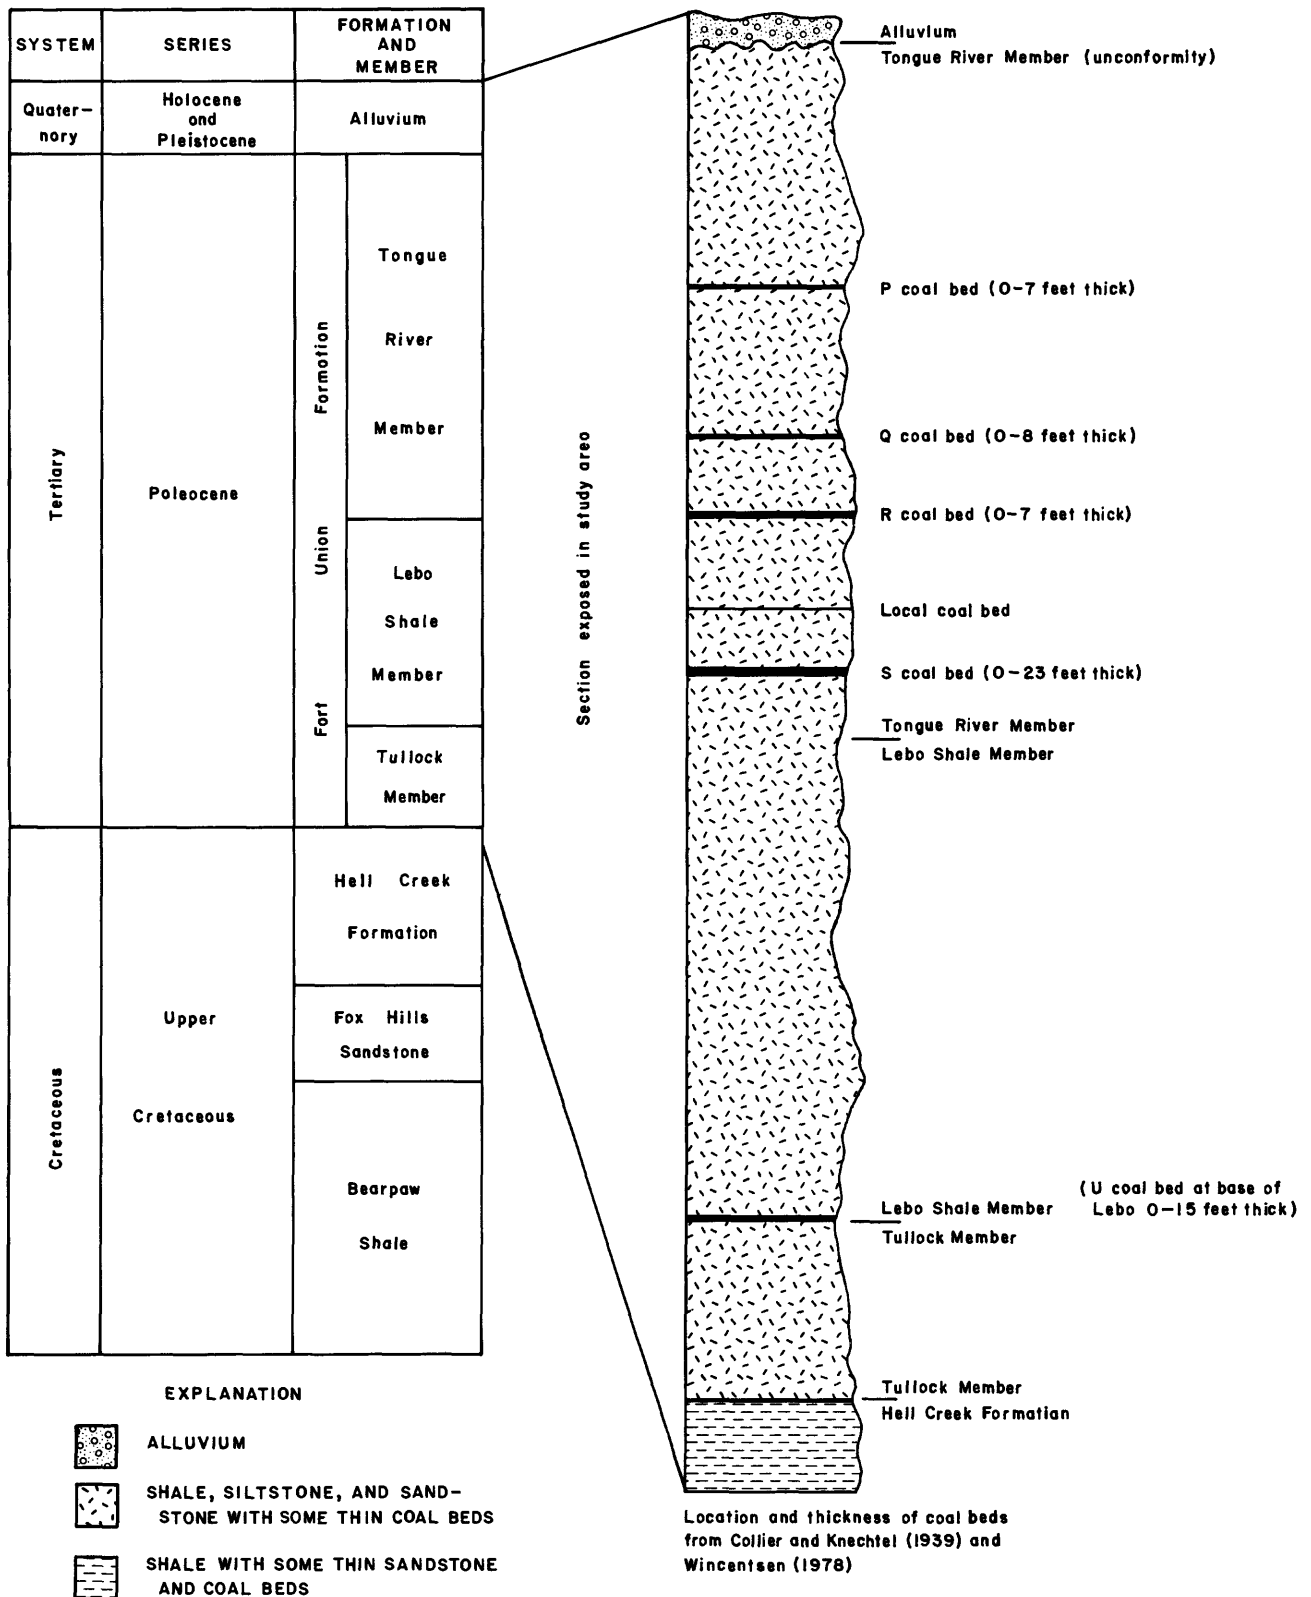 SYSTEM
SERIES
FORMATION
AND
MEMBER
Quater-
nory
Holocene
and
Pleistocene
Alluvium
Tertiary
Poleocene
Fort Union Formation
Tongue
River
Member
Lebo
Shale
Member
Tullock
Member
Cretaceous
Upper
Cretaceous
Hell Creek
Formation
Fox Hills
Sandstone
Bearpaw
Shale
Section exposed in study area
Alluvium
Tongue River Member (unconformity)
P coal bed (0-7 feet thick)
Q coal bed (0-8 feet thick)
R coal bed (0-7 feet thick)
Local coal bed
S coal bed (0-23 feet thick)
Tongue River Member
Lebo Shale Member
Lebo Shale Member
(U coal bed at base of
Lebo 0-15 feet thick)
Tullock Member
Tullock Member
Hell Creek Formation
Location and thickness of coal beds
from Collier and Knechtel (1939) and
Wincentsen (1978)
EXPLANATION
ALLUVIUM
SHALE, SILTSTONE, AND SAND-
STONE WITH SOME THIN COAL BEDS
SHALE WITH SOME THIN SANDSTONE
AND COAL BEDS